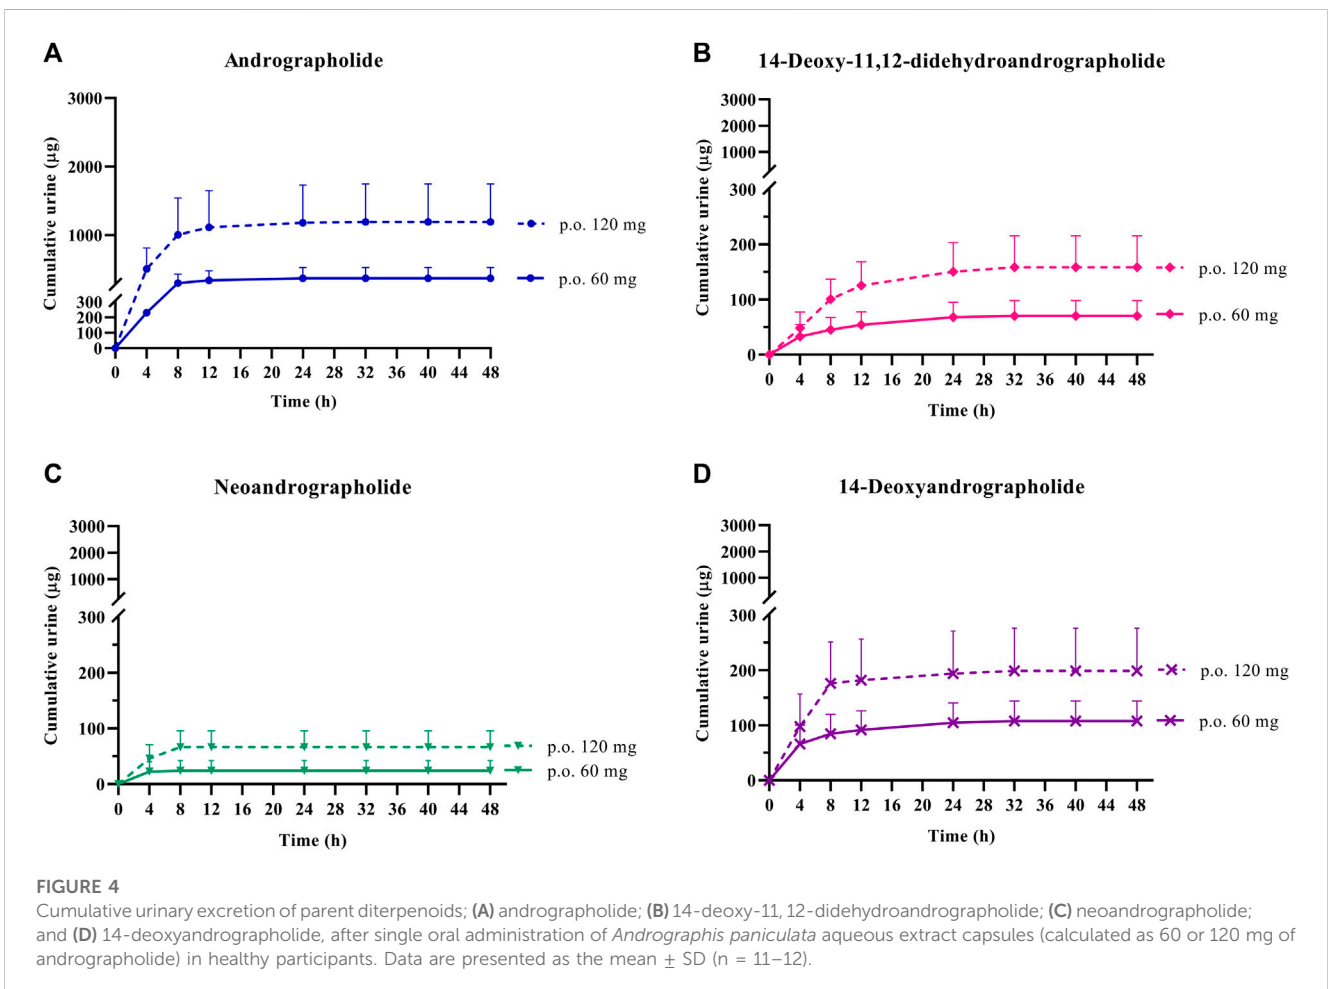 A
Andrographolide
3000
2000
1000
300
200
100
0
Cumulative urine (µg)
0 4 8 12 16 20 24 28 32 36 40 44 48
Time (h)
p.o. 120 mg
p.o. 60 mg
B
14-Deoxy-11,12-didehydroandrographolide
3000
2000
1000
300
200
100
0
Cumulative urine (µg)
0 4 8 12 16 20 24 28 32 36 40 44 48
Time (h)
p.o. 120 mg
p.o. 60 mg
C
Neoandrographolide
3000
2000
1000
300
200
100
0
Cumulative urine (µg)
0 4 8 12 16 20 24 28 32 36 40 44 48
Time (h)
p.o. 120 mg
p.o. 60 mg
D
14-Deoxyandrographolide
3000
2000
1000
300
200
100
0
Cumulative urine (µg)
0 4 8 12 16 20 24 28 32 36 40 44 48
Time (h)
p.o. 120 mg
p.o. 60 mg
FIGURE 4
Cumulative urinary excretion of parent diterpenoids; (A) andrographolide; (B) 14-deoxy-11, 12-didehydroandrographolide; (C) neoandrographolide;
and (D) 14-deoxyandrographolide, after single oral administration of Andrographis paniculata aqueous extract capsules (calculated as 60 or 120 mg of
andrographolide) in healthy participants. Data are presented as the mean ± SD (n = 11–12).